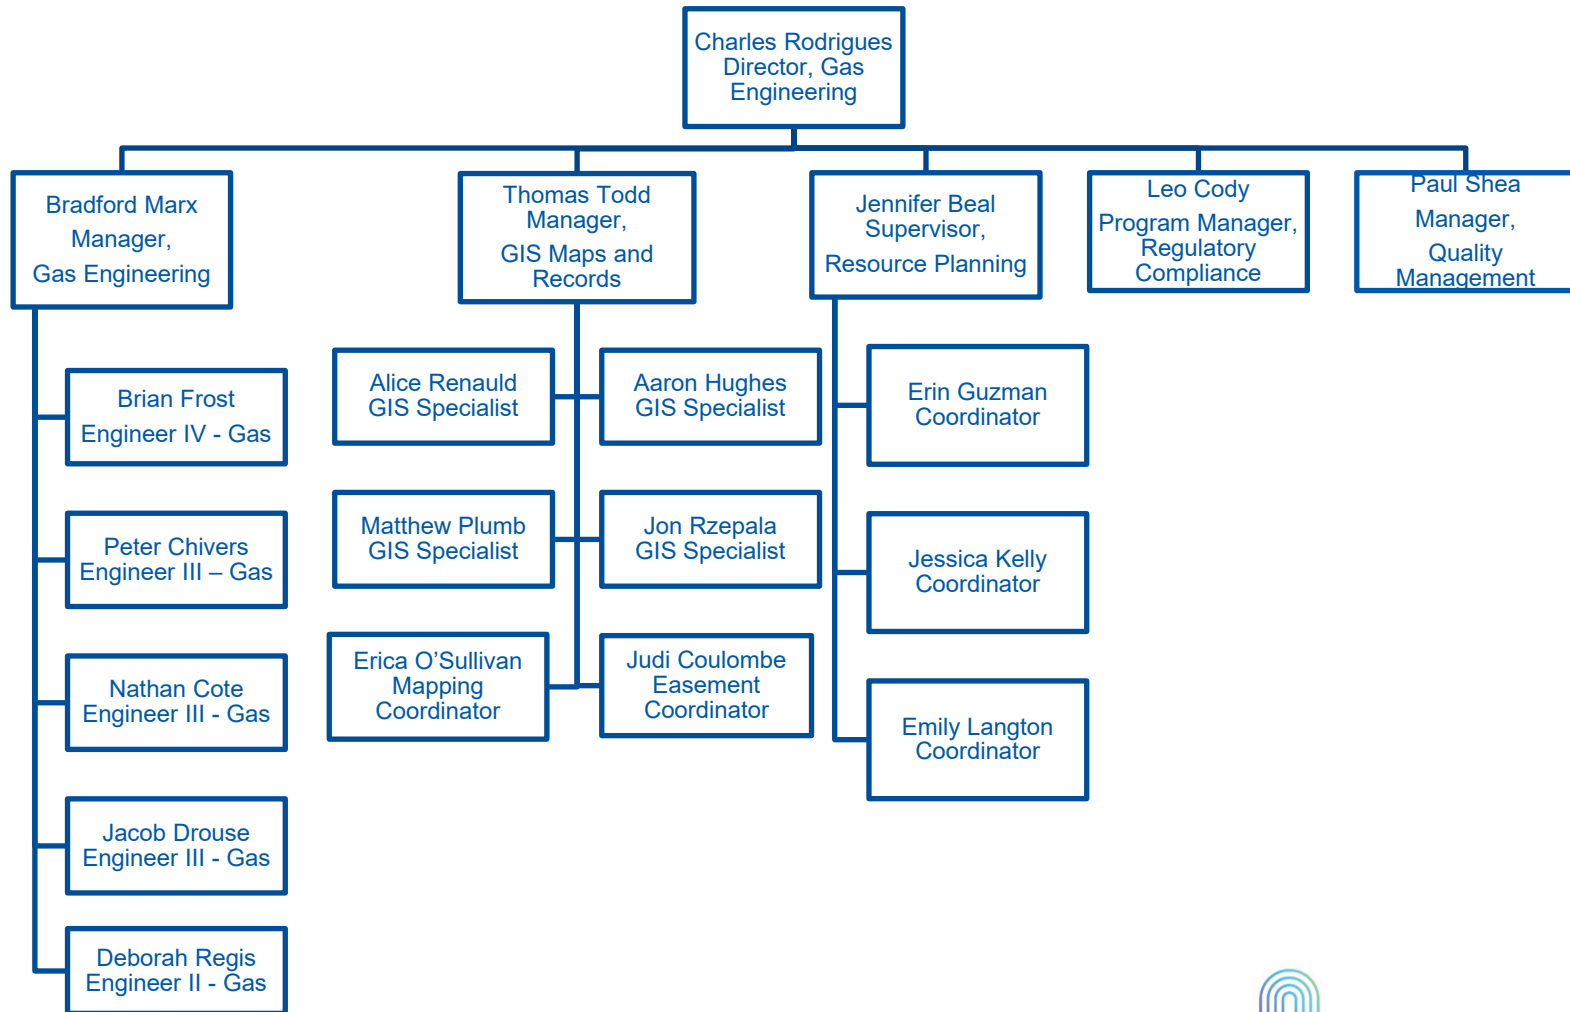 Charles Rodrigues
Director, Gas
Engineering
Bradford Marx
Manager,
Gas Engineering
Thomas Todd
Manager,
GIS Maps and
Records
Jennifer Beal
Supervisor,
Resource Planning
Leo Cody
Program Manager,
Regulatory
Compliance
Paul Shea
Manager,
Quality
Management
Brian Frost
Engineer IV - Gas
Peter Chivers
Engineer III – Gas
Nathan Cote
Engineer III - Gas
Jacob Drouse
Engineer III - Gas
Deborah Regis
Engineer II - Gas
Alice Renauld
GIS Specialist
Aaron Hughes
GIS Specialist
Matthew Plumb
GIS Specialist
Jon Rzepala
GIS Specialist
Erica O’Sullivan
Mapping
Coordinator
Judi Coulombe
Easement
Coordinator
Erin Guzman
Coordinator
Jessica Kelly
Coordinator
Emily Langton
Coordinator